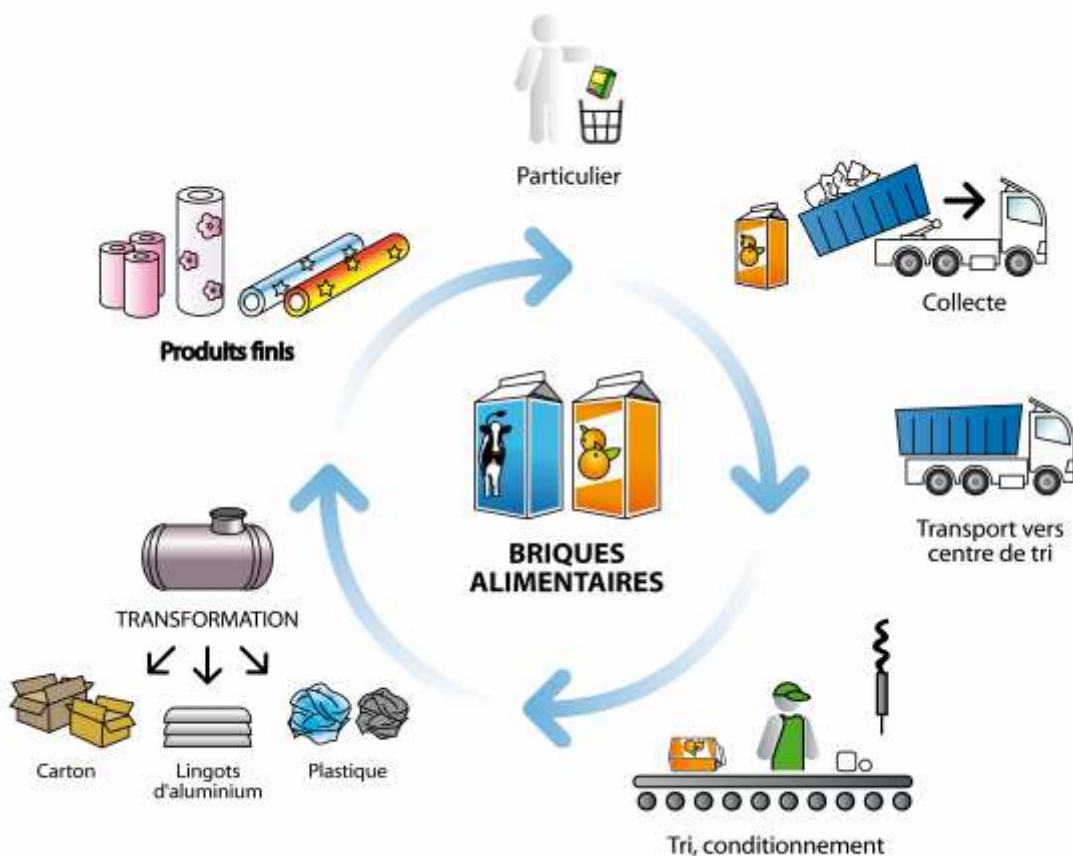 Particulier
Collecte
Transport vers
centre de tri
Tri, conditionnement
TRANSFORMATION
Carton
Lingots
d'aluminium
Plastique
Produits finis
BRIQUES
ALIMENTAIRES